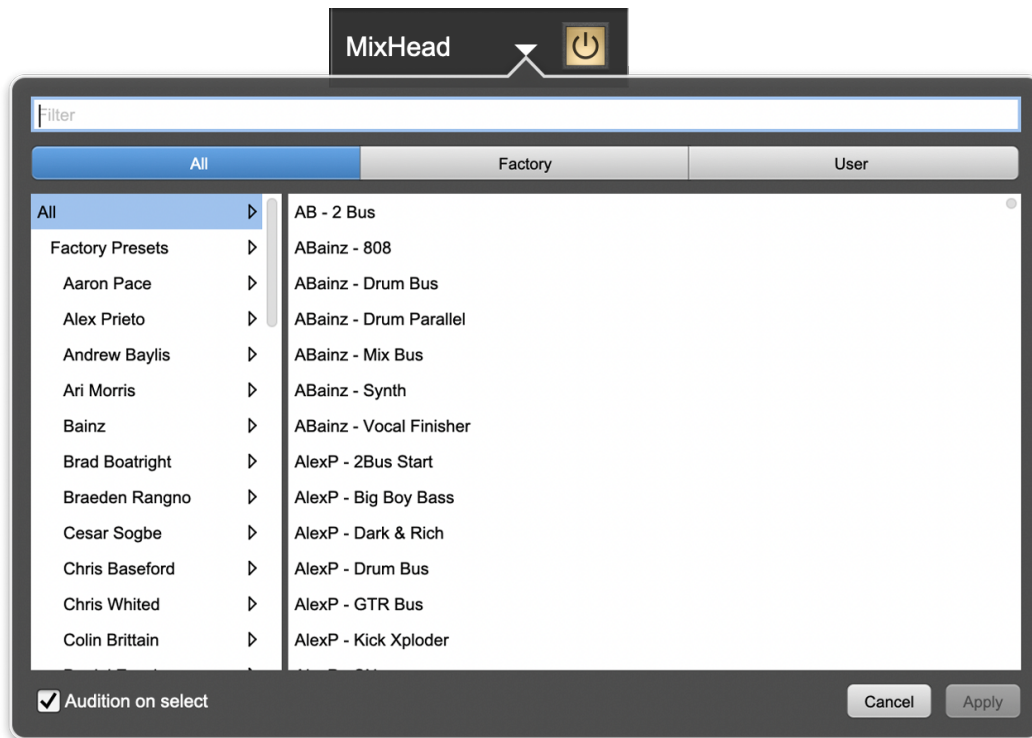 MixHead
Filter
All
Factory
User
All
Factory Presets
Aaron Pace
Alex Prieto
Andrew Baylis
Ari Morris
Bainz
Brad Boatright
Braeden Rangno
Cesar Sogbe
Chris Baseford
Chris Whited
Colin Brittain
AB - 2 Bus
ABainz - 808
ABainz - Drum Bus
ABainz - Drum Parallel
ABainz - Mix Bus
ABainz - Synth
ABainz - Vocal Finisher
AlexP - 2Bus Start
AlexP - Big Boy Bass
AlexP - Dark & Rich
AlexP - Drum Bus
AlexP - GTR Bus
AlexP - Kick Xploder
Audition on select
Cancel
Apply